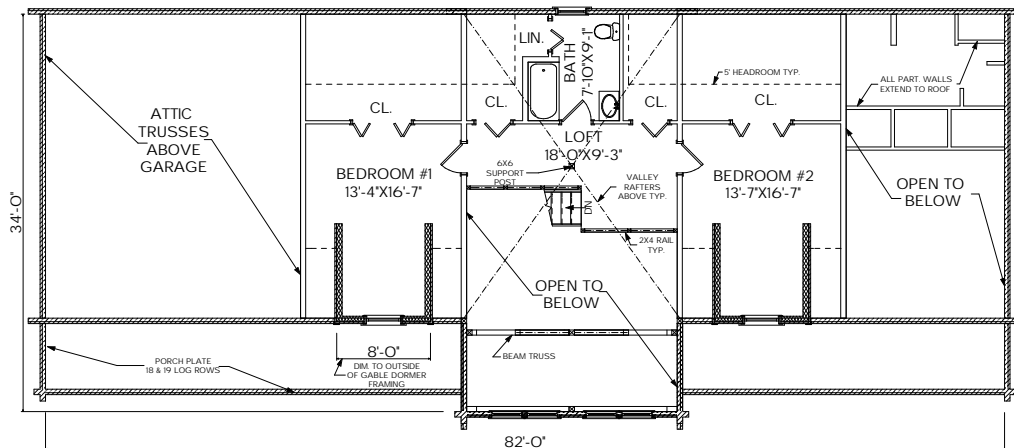 LIN.
BATH
7'-10"X9'-1"
5' HEADROOM TYP.
ALL PART. WALLS
EXTEND TO ROOF
ATTIC
TRUSSES
ABOVE
GARAGE
CL.
CL.
CL.
CL.
LOFT
18'-0"X9'-3"
6X6
SUPPORT
POST
BEDROOM #1
13'-4"X16'-7"
VALLEY
RAFTERS
ABOVE TYP.
BEDROOM #2
13'-7"X16'-7"
OPEN TO
BELOW
DN
2X4 RAIL
TYP.
34'-0"
OPEN TO
BELOW
8'-0"
DIM. TO OUTSIDE
OF GABLE DORMER
FRAMING
BEAM TRUSS
PORCH PLATE
18 & 19 LOG ROWS
82'-0"